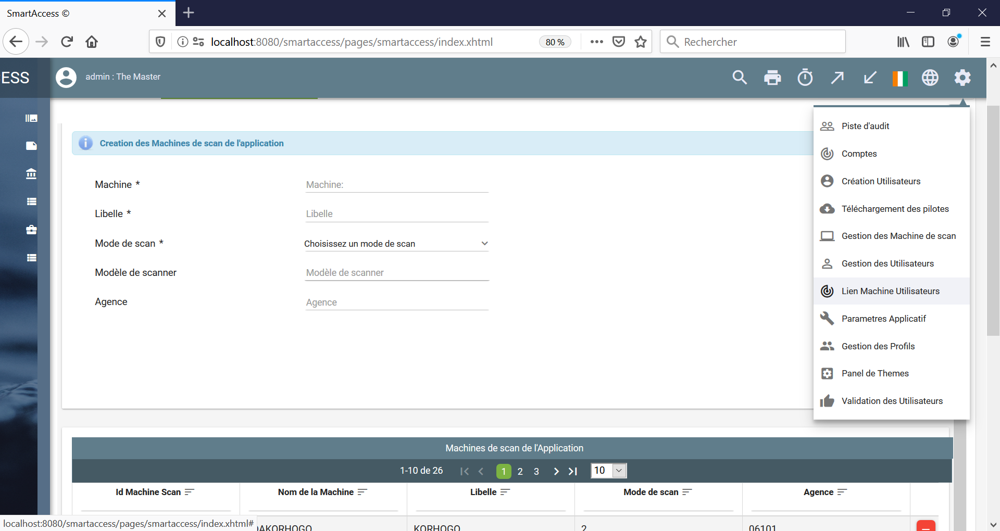 SmartAccess ©
localhost:8080/smartaccess/pages/smartaccess/index.xhtml
80 %
Rechercher
ESS
admin : The Master
Creation des Machines de scan de l'application
Machine *
Machine:
Libelle *
Libelle
Mode de scan *
Choisissez un mode de scan
Modèle de scanner
Modèle de scanner
Agence
Agence
Piste d'audit
Comptes
Création Utilisateurs
Téléchargement des pilotes
Gestion des Machine de scan
Gestion des Utilisateurs
Lien Machine Utilisateurs
Parametres Applicatif
Gestion des Profils
Panel de Themes
Validation des Utilisateurs
Machines de scan de l'Application
1-10 de 26 1 2 3 10
Id Machine Scan Nom de la Machine Libelle Mode de scan Agence
DAKORHOGO KORHOGO 2 06101
localhost:8080/smartaccess/pages/smartaccess/index.xhtml#